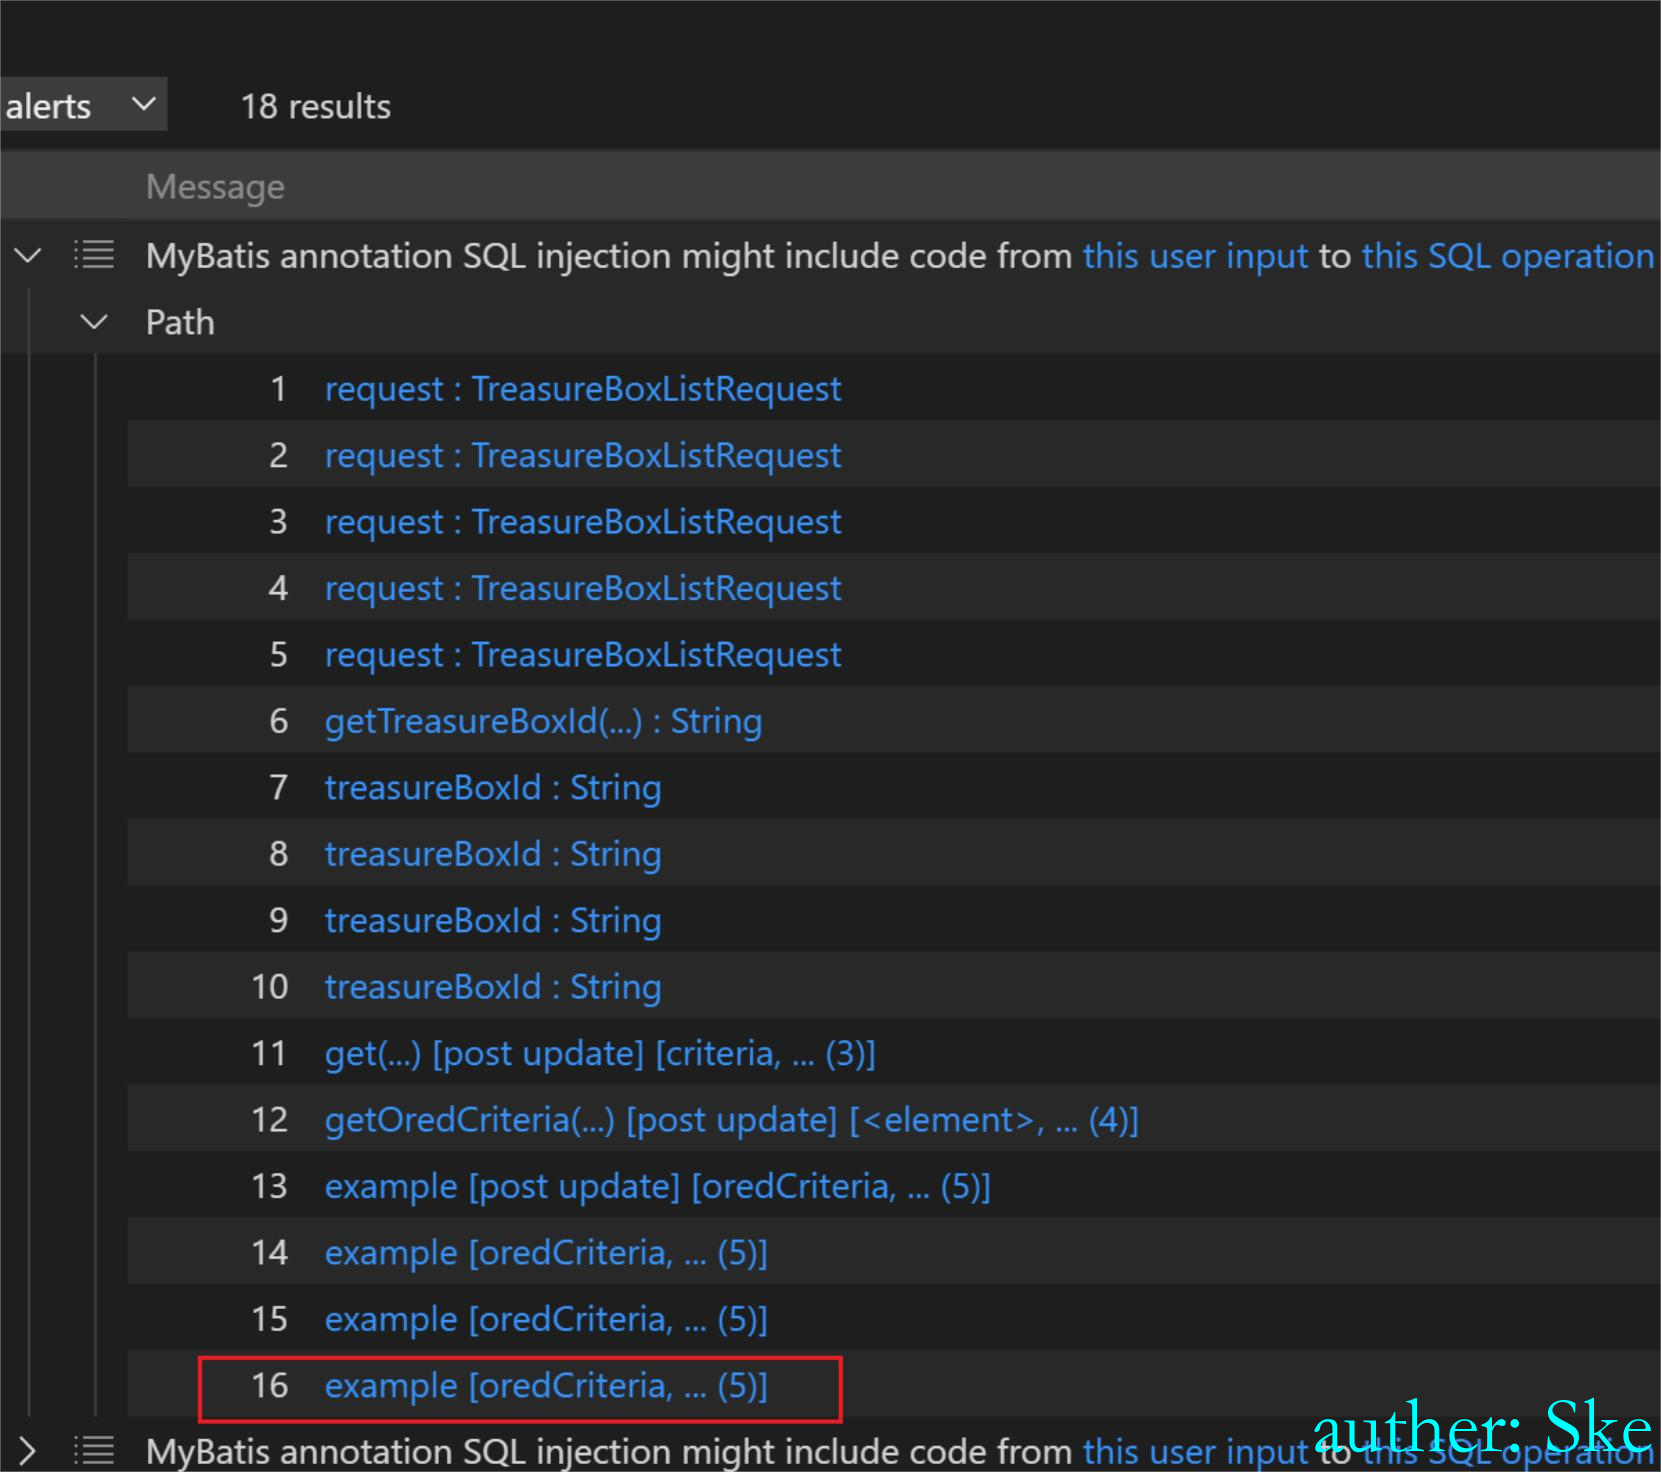 alerts 18 results
Message
MyBatis annotation SQL injection might include code from this user input to this SQL operation
Path
1 request : TreasureBoxListRequest
2 request : TreasureBoxListRequest
3 request : TreasureBoxListRequest
4 request : TreasureBoxListRequest
5 request : TreasureBoxListRequest
6 getTreasureBoxId(...) : String
7 treasureBoxId : String
8 treasureBoxId : String
9 treasureBoxId : String
10 treasureBoxId : String
11 get(...) [post update] [criteria, ... (3)]
12 getOredCriteria(...) [post update] [<element>, ... (4)]
13 example [post update] [oredCriteria, ... (5)]
14 example [oredCriteria, ... (5)]
15 example [oredCriteria, ... (5)]
16 example [oredCriteria, ... (5)]
MyBatis annotation SQL injection might include code from this user input to this SQL operation
auther: Ske